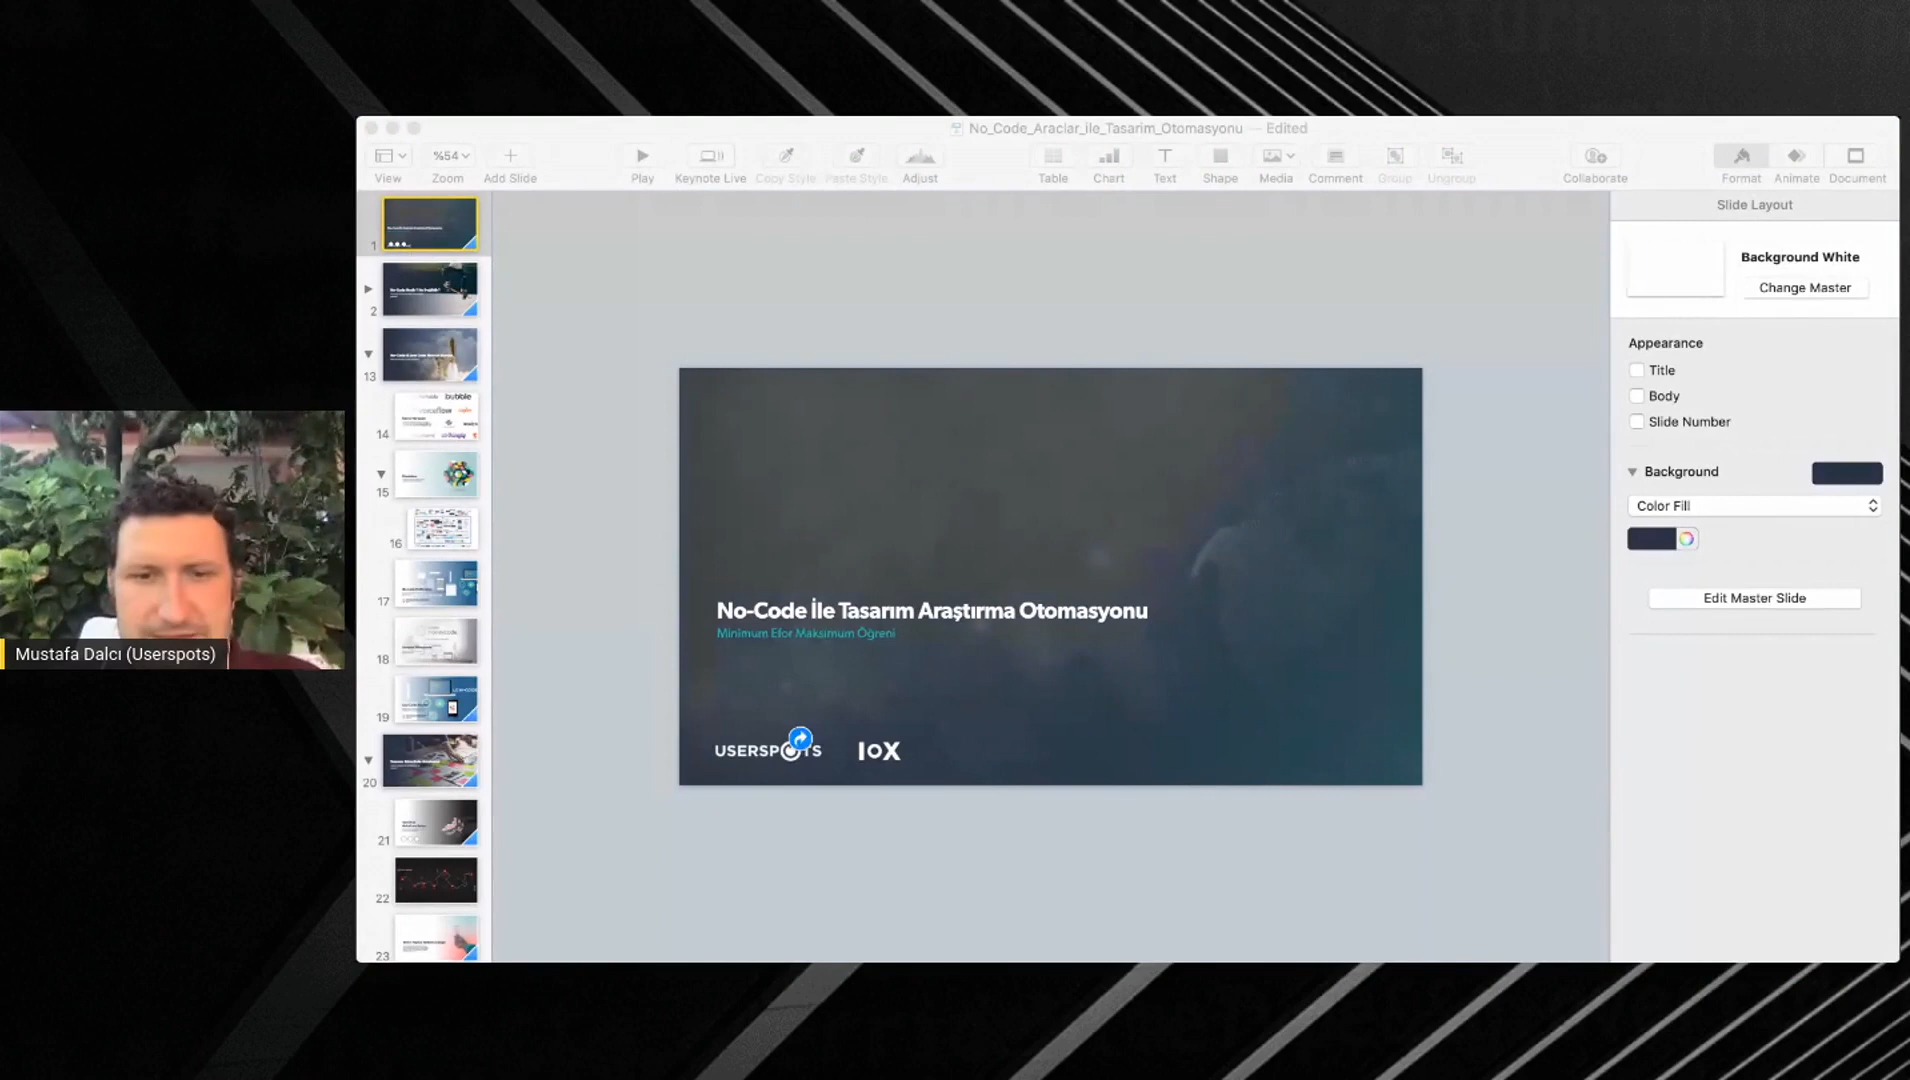 No_Code_Araclar_ile_Tasarim_Otomasyonu — Edited
%54
View
Zoom
Add Slide
Play
Keynote Live
Copy Style
Paste Style
Adjust
Table
Chart
Text
Shape
Media
Comment
Group
Ungroup
Collaborate
Format
Animate
Document
Slide Layout
Background White
Change Master
Appearance
Title
Body
Slide Number
Background
Color Fill
Edit Master Slide
1
2
13
14
bubble
15
16
17
18
19
20
21
22
23
No-Code İle Tasarım Araştırma Otomasyonu
Minimum Efor Maksimum Öğreni
USERSPOTS
IoX
Mustafa Dalcı (Userspots)